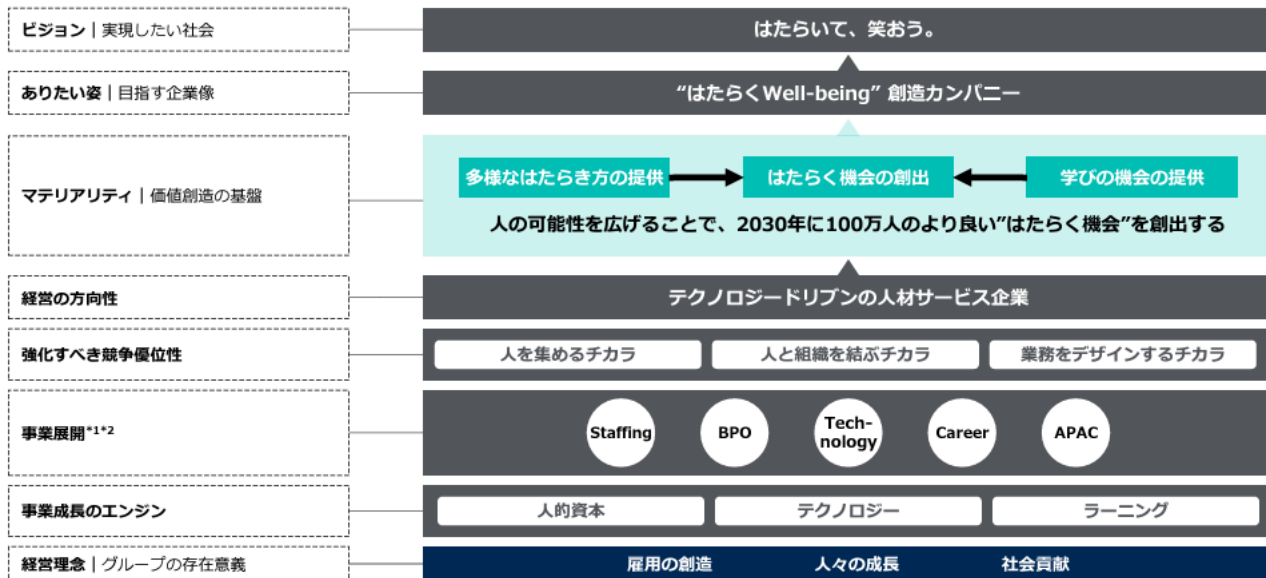 ビジョン | 実現したい社会
はたらいて、笑おう。
ありたい姿 | 目指す企業像
“はたらくWell-being” 創造カンパニー
マテリアリティ | 価値創造の基盤
多様なはたらき方の提供
はたらく機会の創出
学びの機会の提供
人の可能性を広げることで、2030年に100万人のより良い”はたらく機会”を創出する
経営の方向性
テクノロジードリブンの人材サービス企業
強化すべき競争優位性
人を集めるチカラ
人と組織を結ぶチカラ
業務をデザインするチカラ
事業展開*1*2
Staffing
BPO
Tech-
nology
Career
APAC
事業成長のエンジン
人的資本
テクノロジー
ラーニング
経営理念 | グループの存在意義
雇用の創造
人々の成長
社会貢献